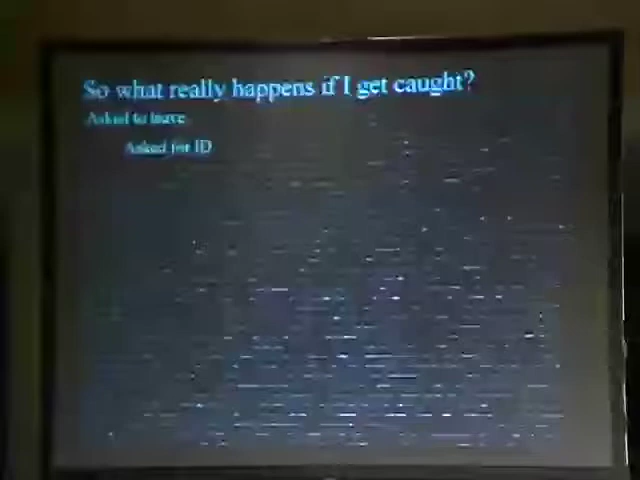 So what really happens if I get caught?
Asked to leave
Asked for ID